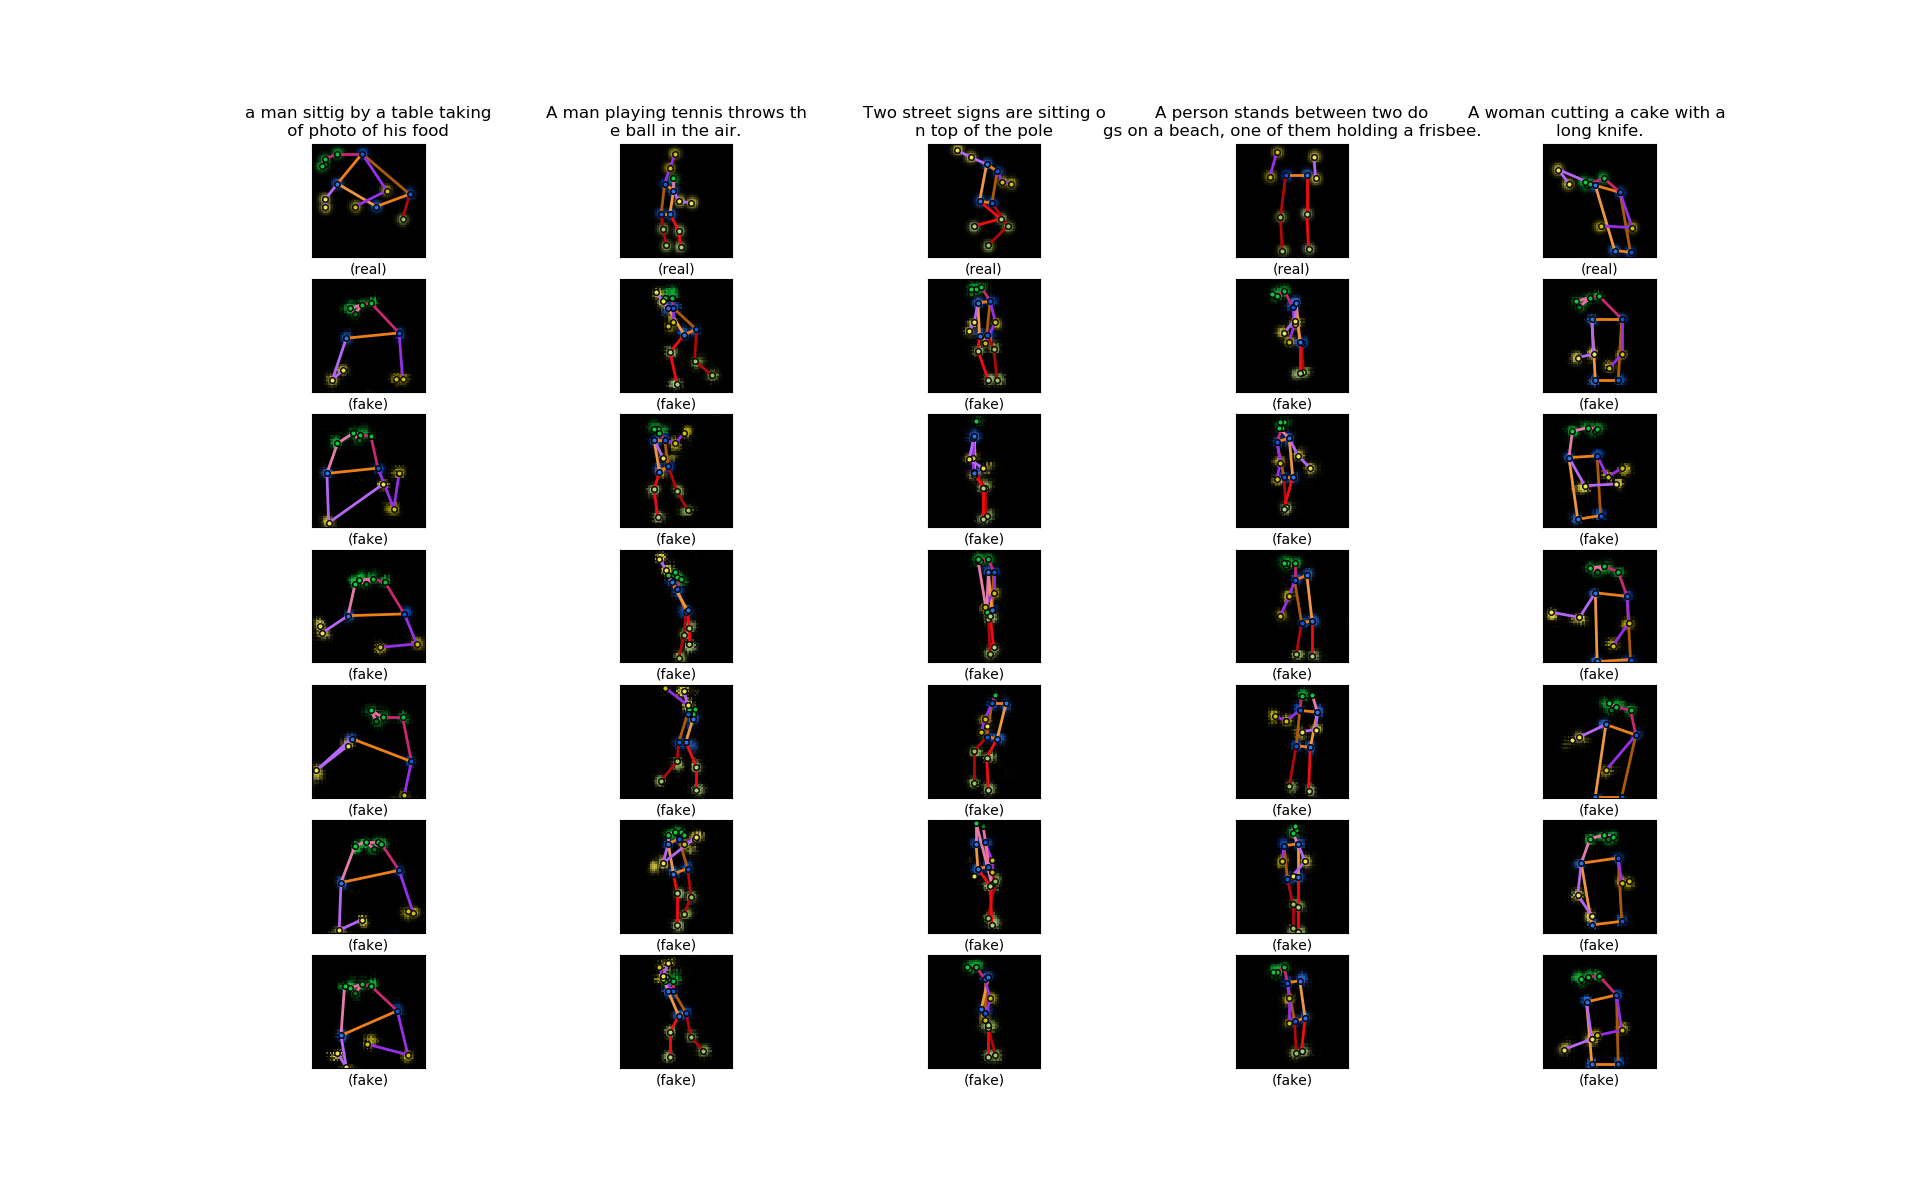 a man sittig by a table taking
of photo of his food
A man playing tennis throws th
e ball in the air.
Two street signs are sitting o
n top of the pole
A person stands between two do
gs on a beach, one of them holding a frisbee.
A woman cutting a cake with a
long knife.
(real) (real) (real) (real) (real)
(fake) (fake) (fake) (fake) (fake)
(fake) (fake) (fake) (fake) (fake)
(fake) (fake) (fake) (fake) (fake)
(fake) (fake) (fake) (fake) (fake)
(fake) (fake) (fake) (fake) (fake)
(fake) (fake) (fake) (fake) (fake)